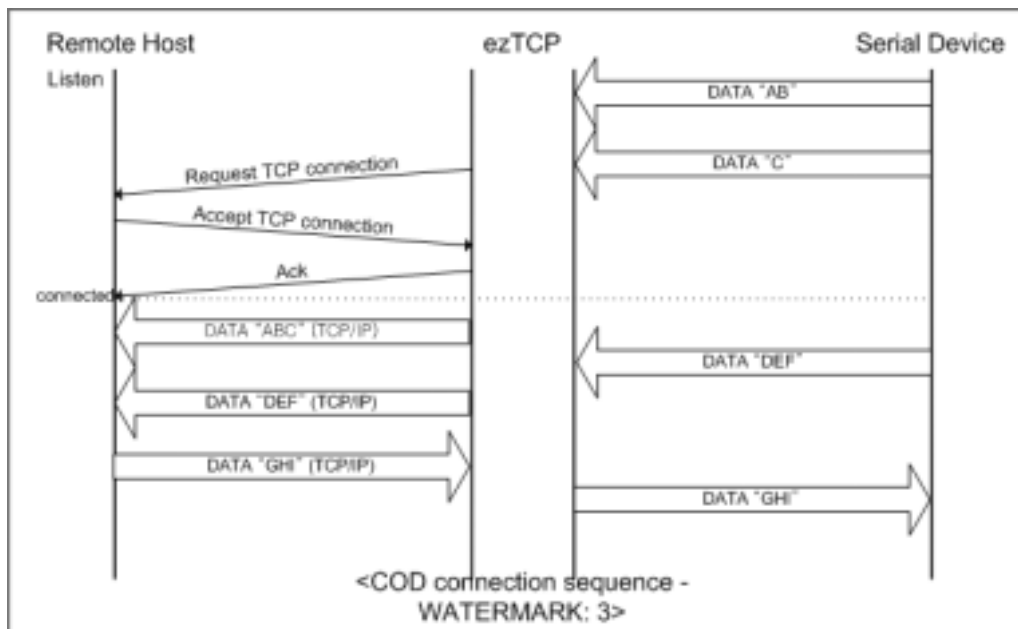 Remote Host
ezTCP
Serial Device
Listen
DATA "AB"
DATA "C"
Request TCP connection
Accept TCP connection
Ack
connected
DATA "ABC" (TCP/IP)
DATA "DEF"
DATA "DEF" (TCP/IP)
DATA "GHI" (TCP/IP)
DATA "GHI"
<COD connection sequence -
WATERMARK: 3>